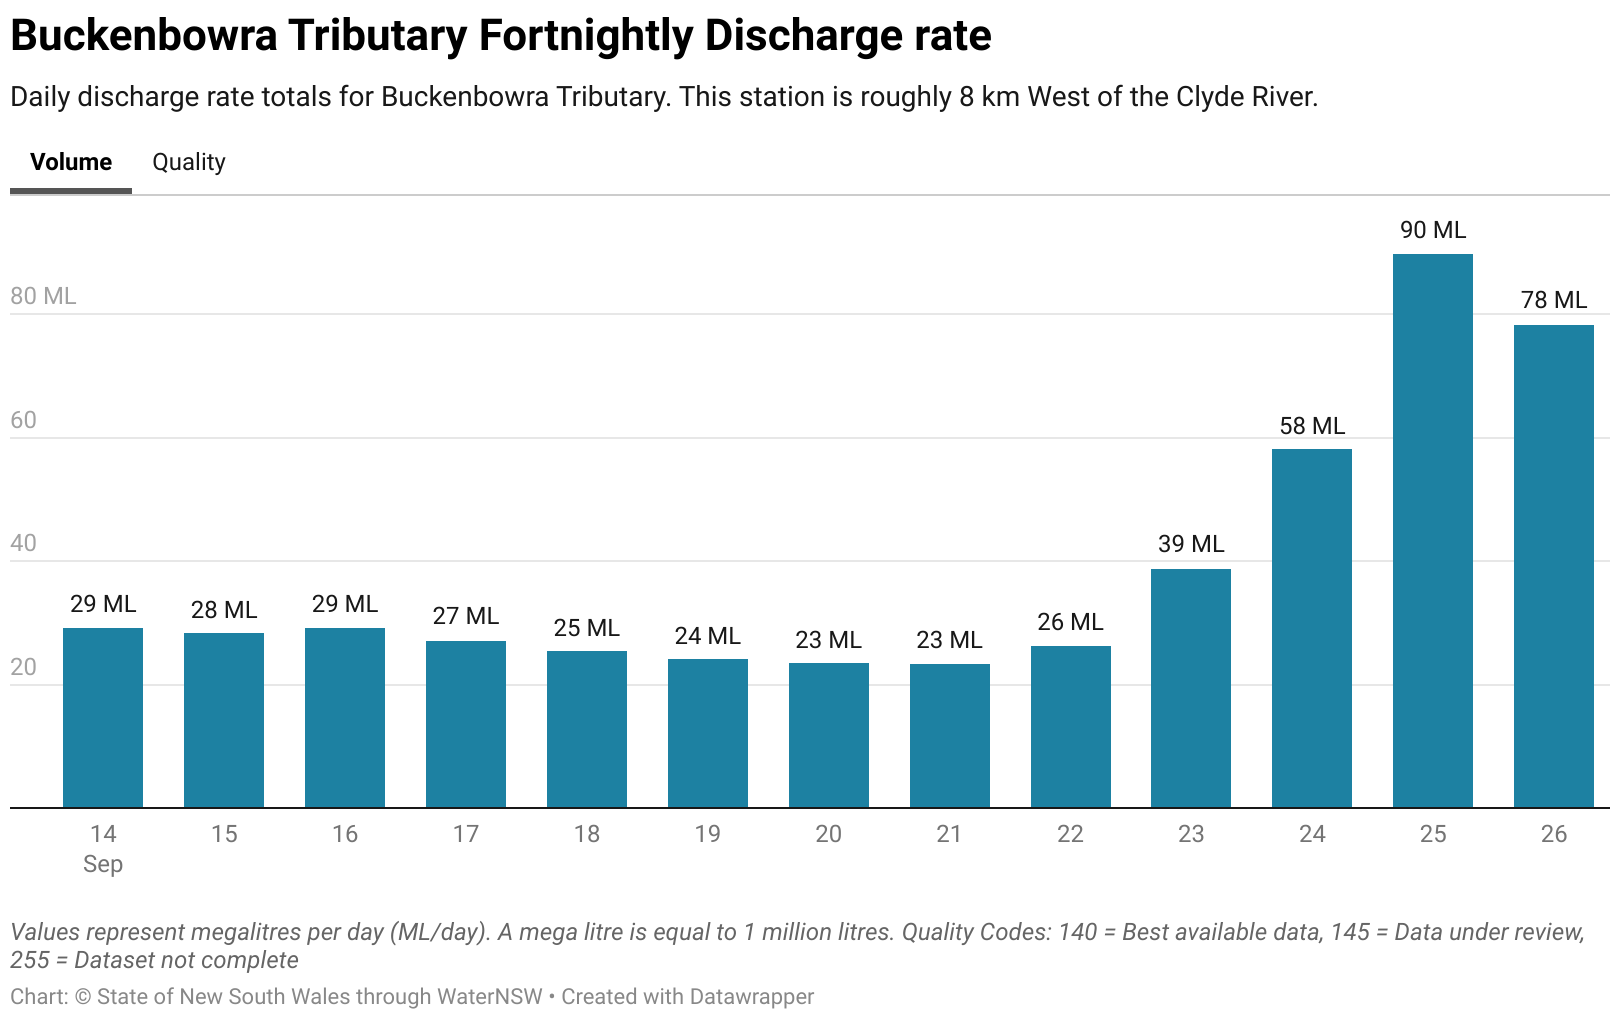 Buckenbowra Tributary Fortnightly Discharge rate
Daily discharge rate totals for Buckenbowra Tributary. This station is roughly 8 km West of the Clyde River.
Volume Quality
90 ML
80 ML
78 ML
60
58 ML
40
39 ML
29 ML 28 ML 29 ML 27 ML 25 ML 24 ML 23 ML 23 ML 26 ML
20
14 15 16 17 18 19 20 21 22 23 24 25 26
Sep
Values represent megalitres per day (ML/day). A mega litre is equal to 1 million litres. Quality Codes: 140 = Best available data, 145 = Data under review,
255 = Dataset not complete
Chart: © State of New South Wales through WaterNSW • Created with Datawrapper